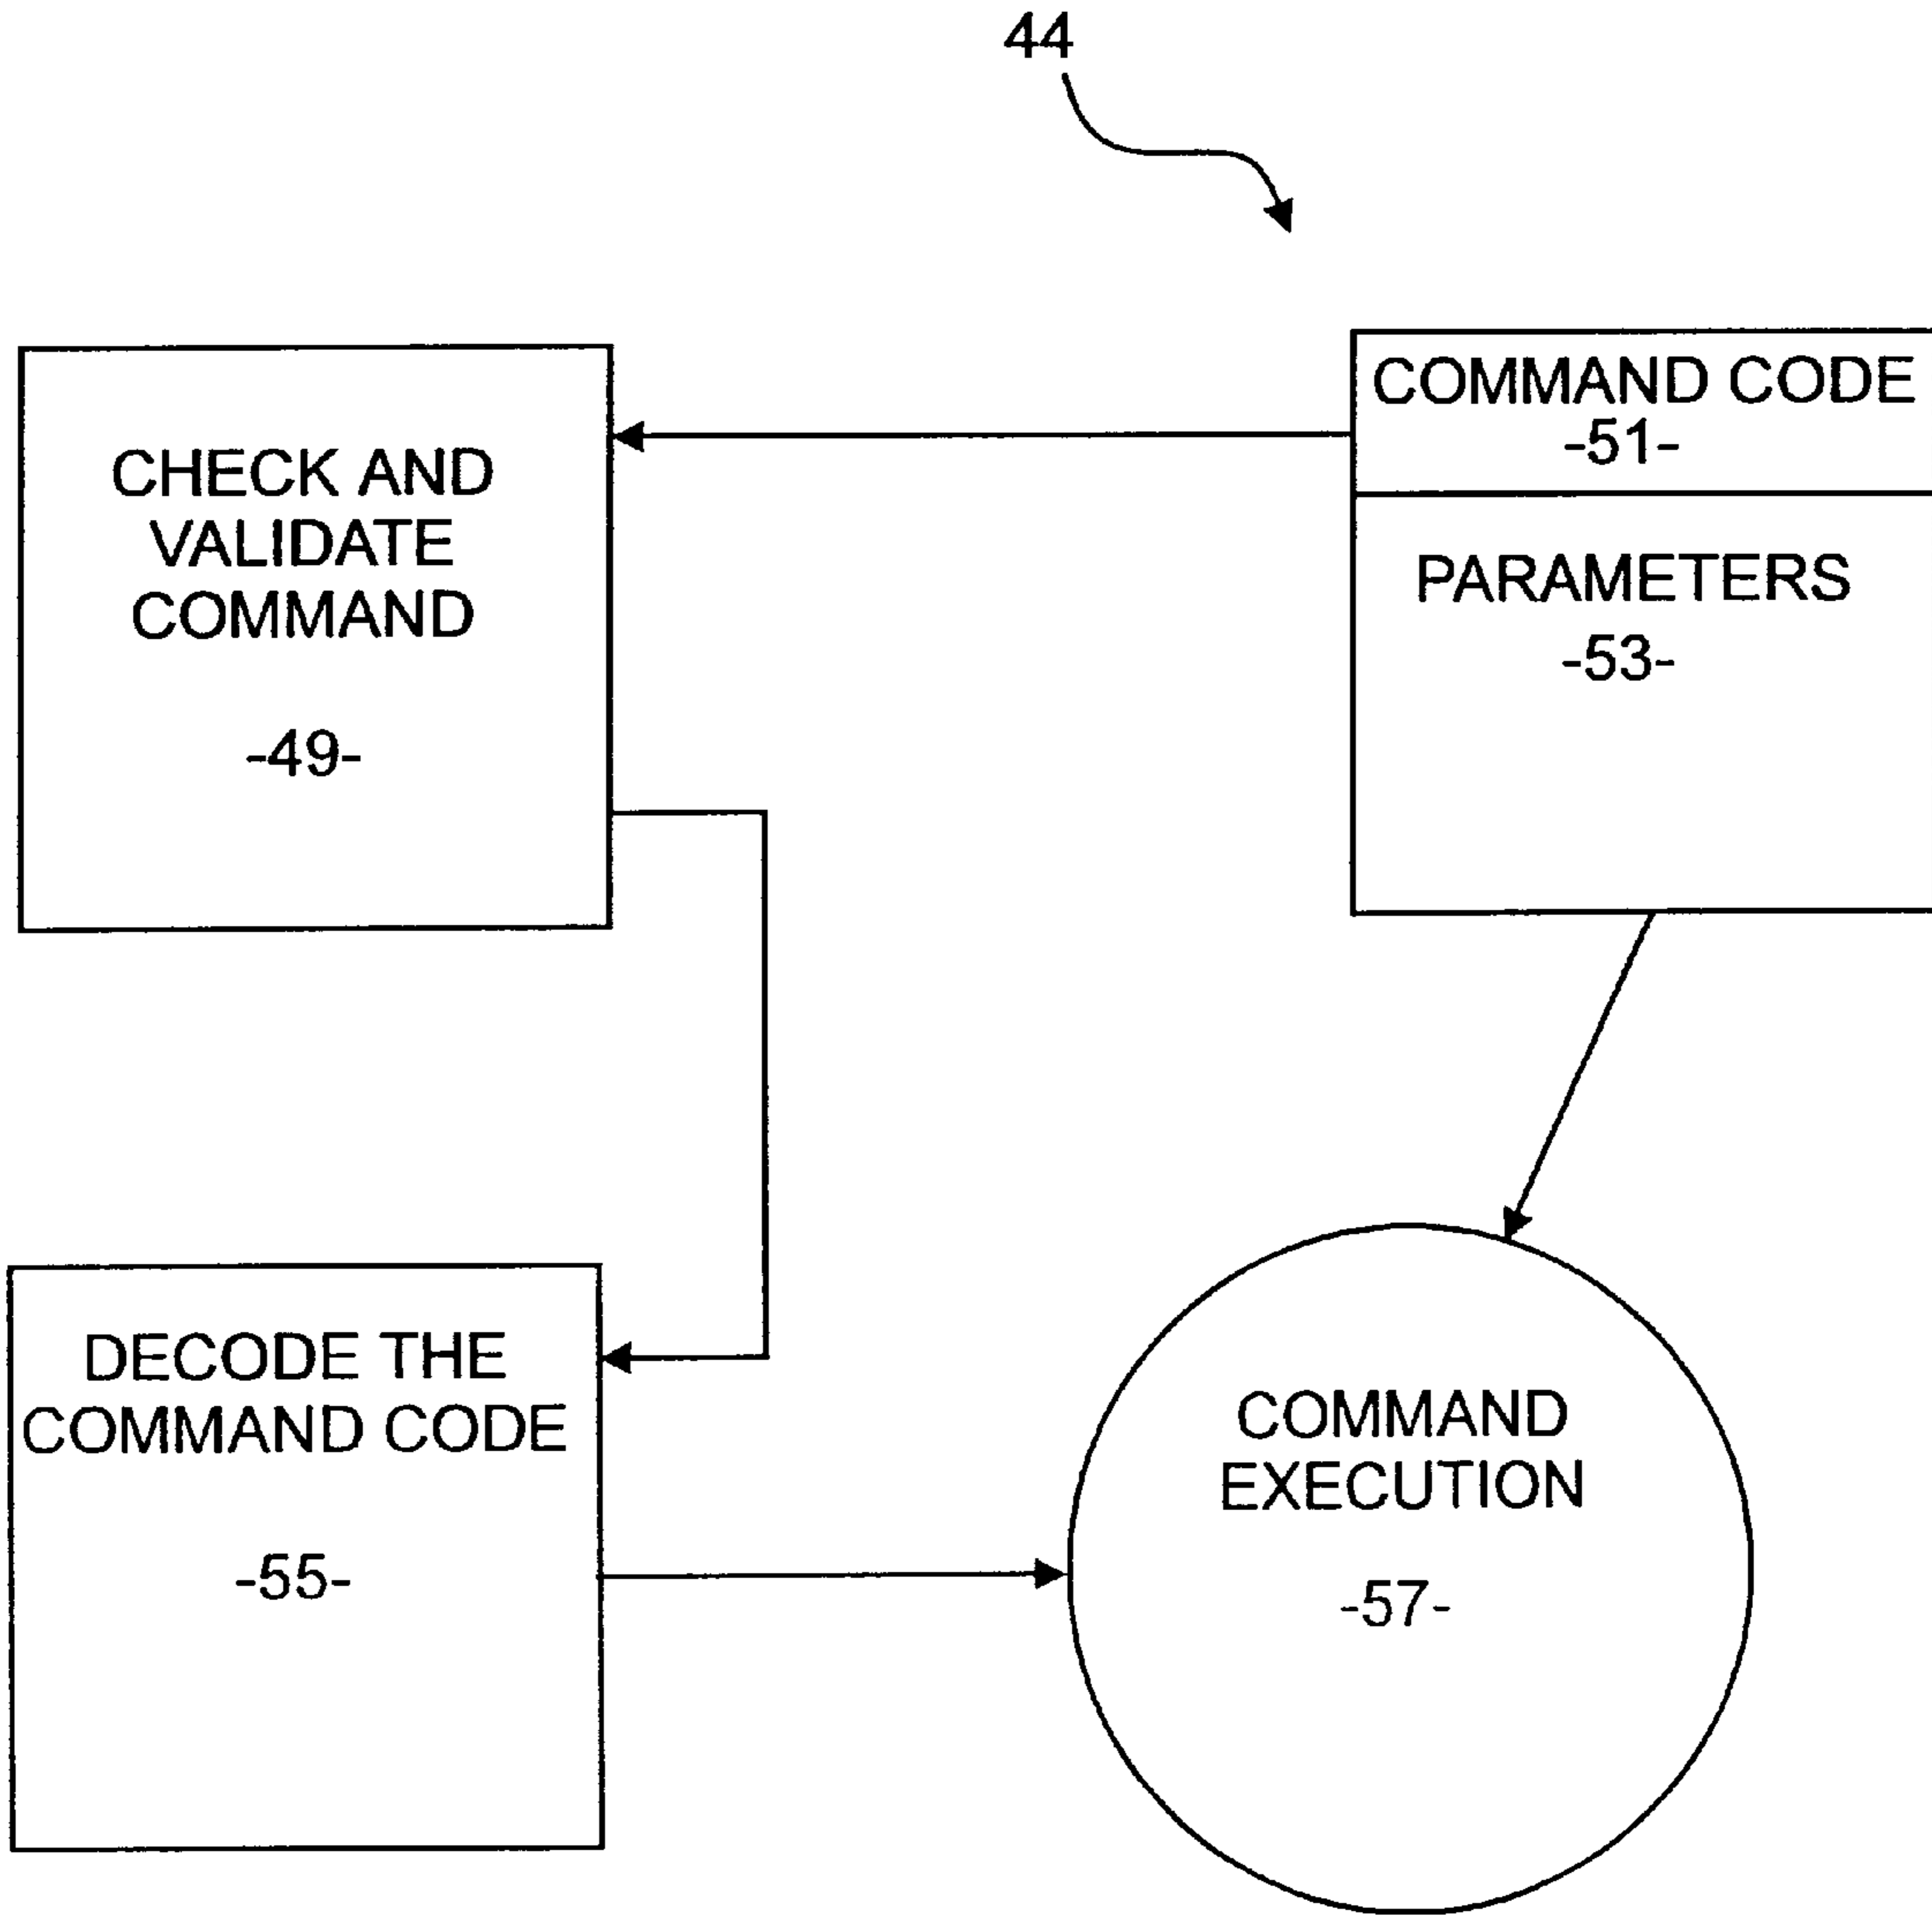 44
CHECK AND
VALIDATE
COMMAND
-49-
COMMAND CODE
-51-
PARAMETERS
-53-
DECODE THE
COMMAND CODE
-55-
COMMAND
EXECUTION
-57-